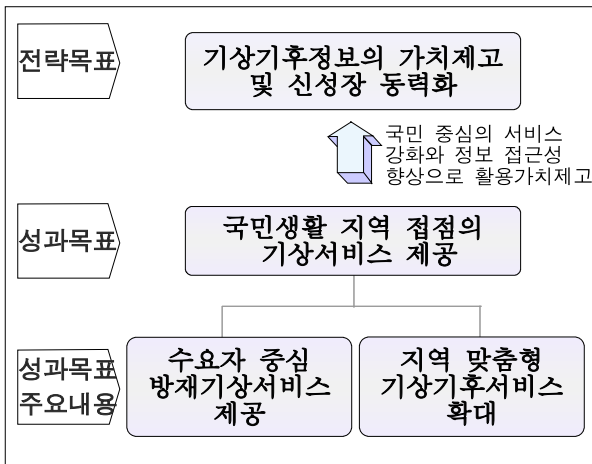 전략목표
기상기후정보의 가치제고
및 신성장 동력화
국민 중심의 서비스
강화와 정보 접근성
향상으로 활용가치제고
성과목표
국민생활 지역 접점의
기상서비스 제공
성과목표
주요내용
수요자 중심
방재기상서비스
제공
지역 맞춤형
기상기후서비스
확대